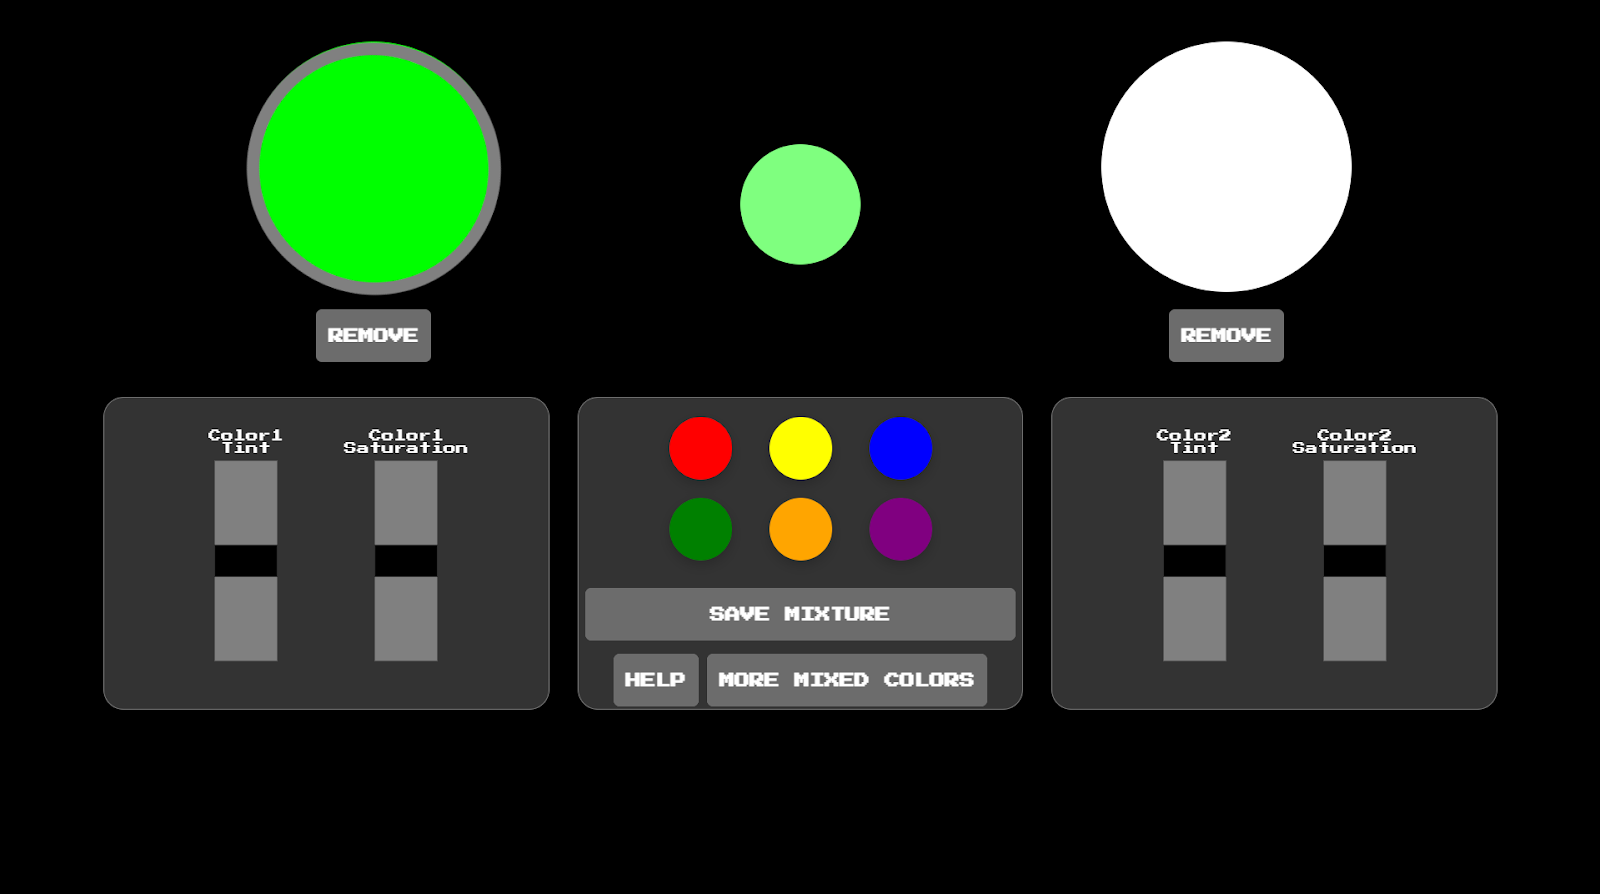 REMOVE
REMOVE
Color1
Tint
Color1
Saturation
SAVE MIXTURE
HELP
MORE MIXED COLORS
Color2
Tint
Color2
Saturation